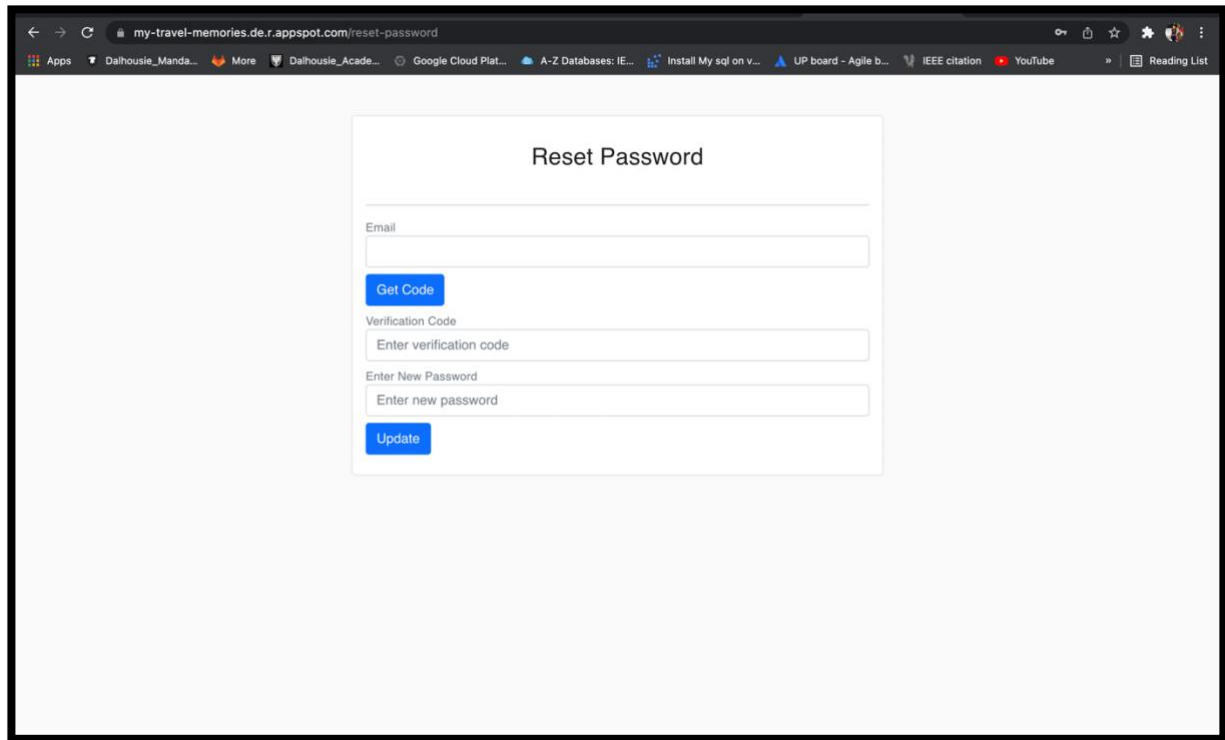 my-travel-memories.de.r.appspot.com/reset-password
Apps Dalhousie_Manda... More Dalhousie_Acade... Google Cloud Plat... A-Z Databases: IE... Install My sql on v... UP board – Agile b... IEEE citation YouTube » Reading List
Reset Password
Email
Get Code
Verification Code
Enter verification code
Enter New Password
Enter new password
Update